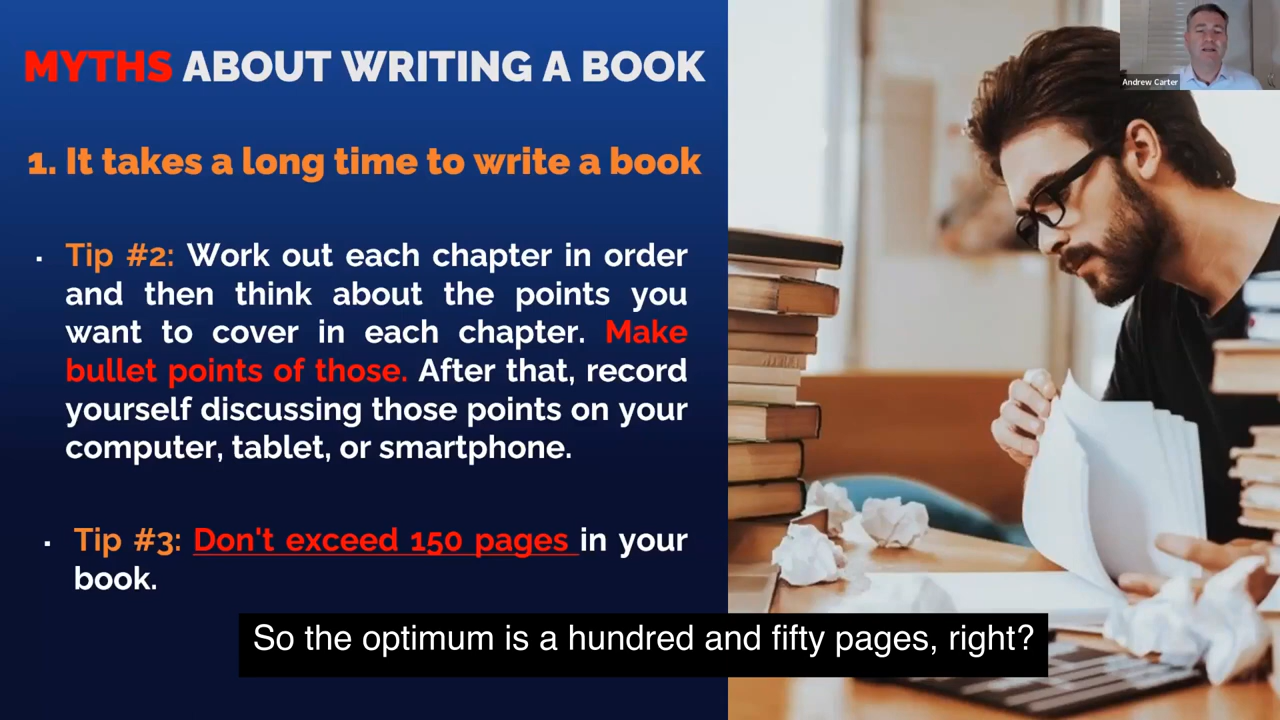 MYTHS ABOUT WRITING A BOOK
Andrew Carter
1. It takes a long time to write a book
· Tip #2: Work out each chapter in order
and then think about the points you
want to cover in each chapter. Make
bullet points of those. After that, record
yourself discussing those points on your
computer, tablet, or smartphone.
· Tip #3: Don't exceed 150 pages in your
book.
So the optimum is a hundred and fifty pages, right?